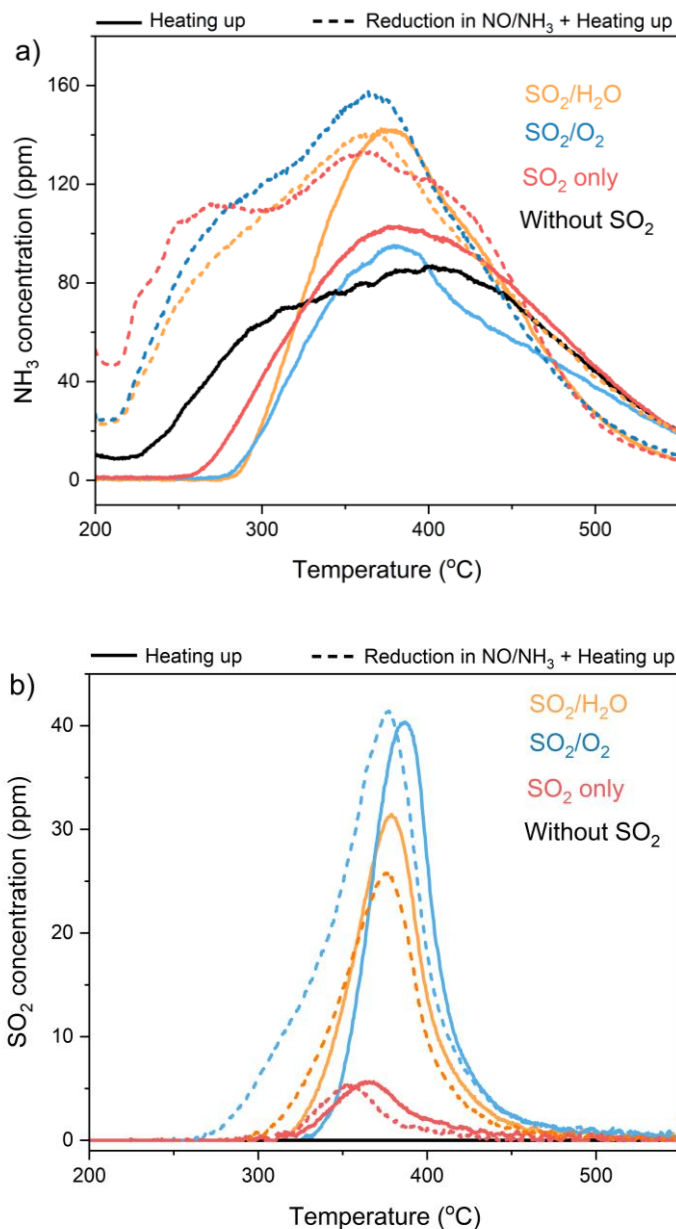 Heating up Reduction in NO/NH₃ + Heating up
a)
160
120
80
40
0
NH₃ concentration (ppm)
SO₂/H₂O
SO₂/O₂
SO₂ only
Without SO₂
200 300 400 500
Temperature (°C)
Heating up Reduction in NO/NH₃ + Heating up
b)
40
30
20
10
0
SO₂ concentration (ppm)
SO₂/H₂O
SO₂/O₂
SO₂ only
Without SO₂
200 300 400 500
Temperature (°C)